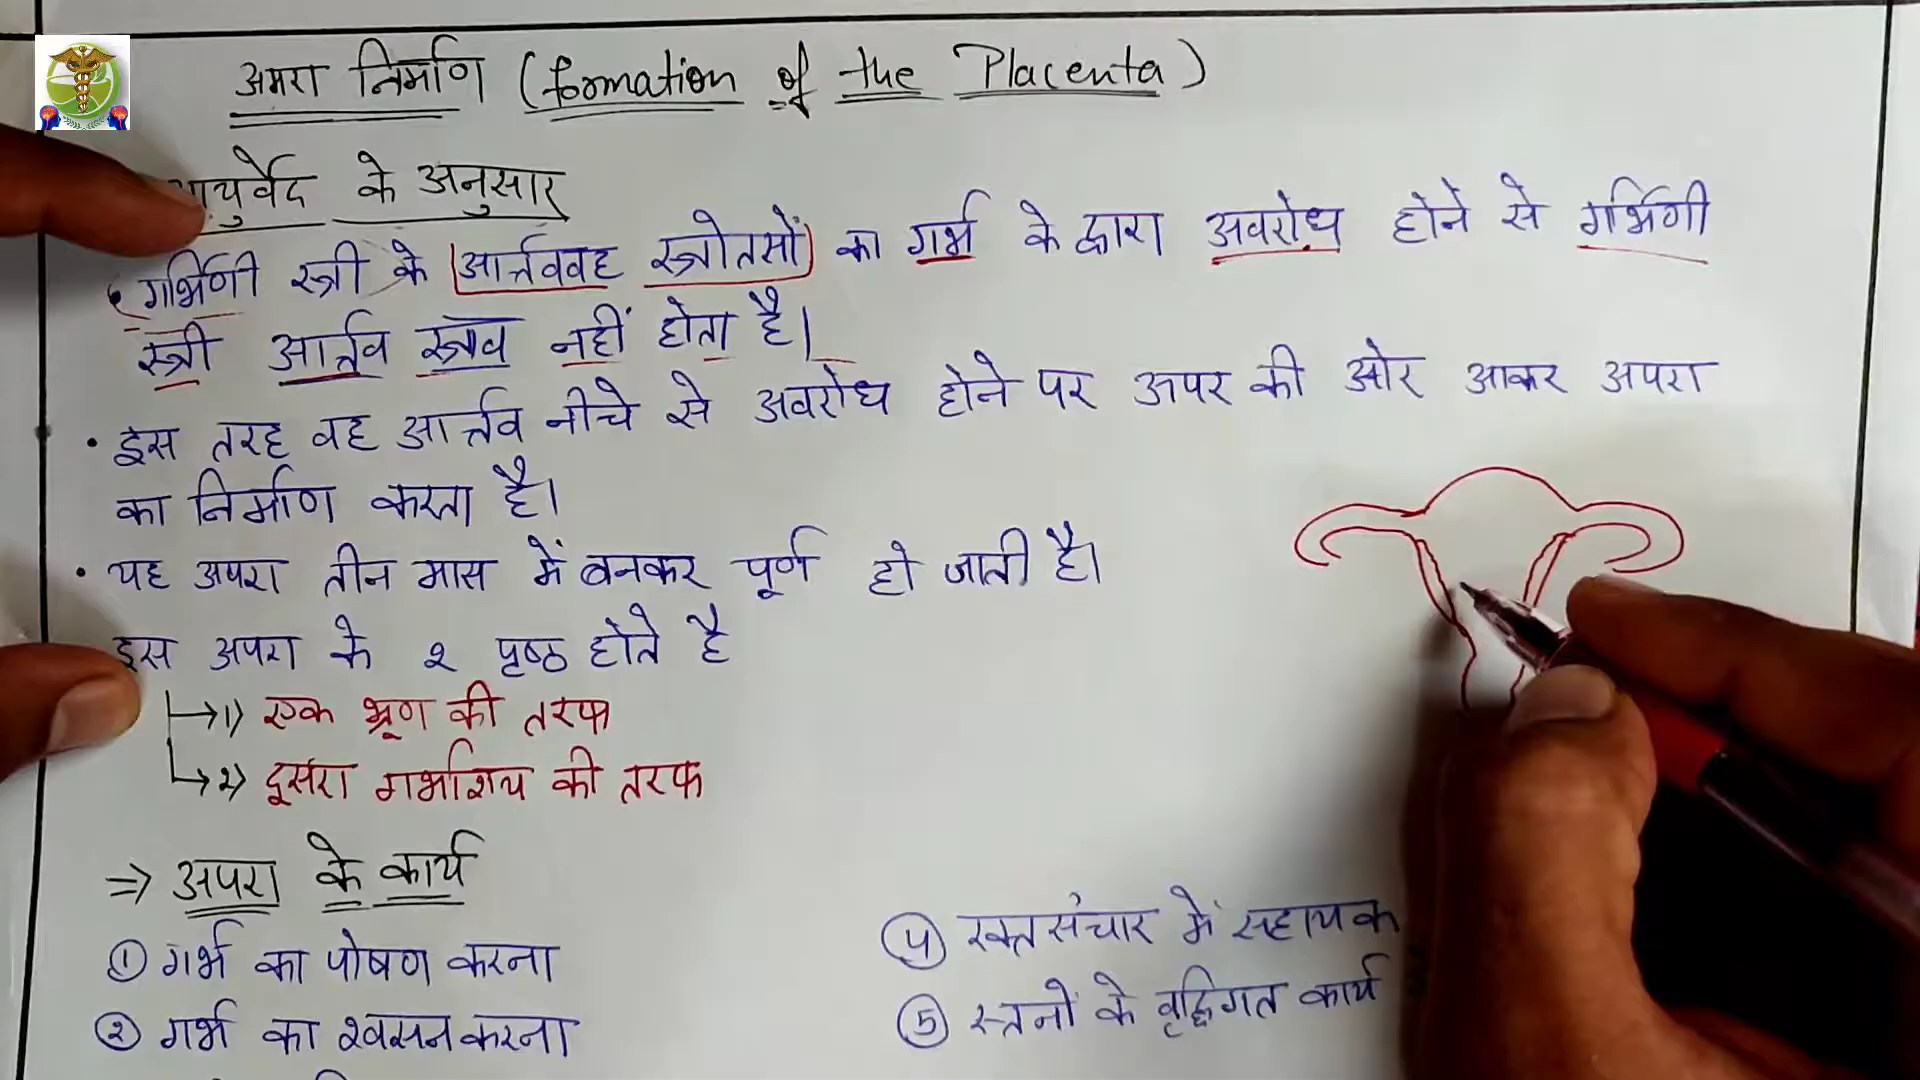 अमरा निर्माण (formation of the Placenta)
युर्वेद के अनुसार
गर्भिणी स्त्री के आर्त्तववह स्त्रोतसों का गर्भ के द्वारा अवरोध होने से गर्भिणी
स्त्री आर्त्तव स्त्राव नहीं होता है।
इस तरह वह आर्त्तव नीचे से अवरोध होने पर ऊपर की ओर आकर अपरा
का निर्माण करता है।
यह अपरा तीन मास में बनकर पूर्ण हो जाती है।
इस अपरा के २ पृष्ठ होते है
→ 1) एक भ्रूण की तरफ
→ २) दूसरा गर्भाशय की तरफ
⇒ अपरा के कार्य
① गर्भ का पोषण करना
② गर्भ का श्वसन करना
④ रक्तसंचार में सहायक
⑤ स्तनों के वृद्धिगत कार्य